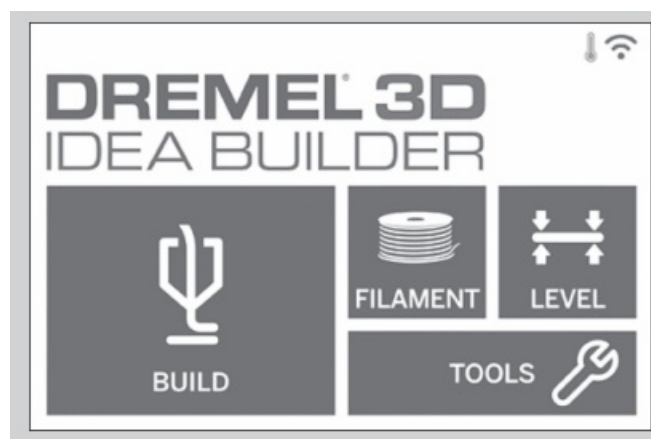 DREMEL® 3D
IDEA BUILDER
FILAMENT
LEVEL
BUILD
TOOLS